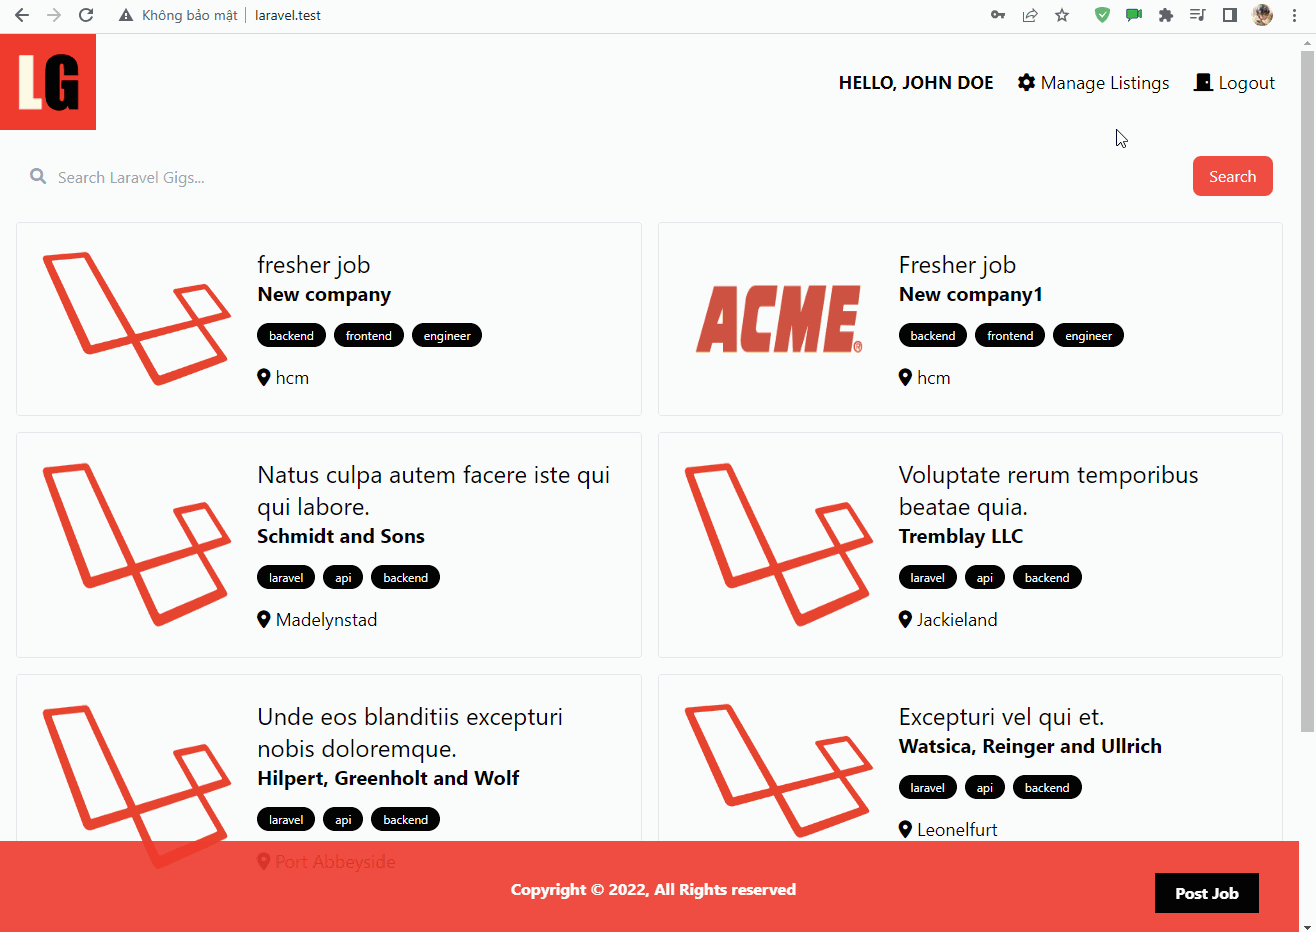 Không bảo mật
laravel.test
LG
HELLO, JOHN DOE
Manage Listings
Logout
Search Laravel Gigs...
Search
fresher job
New company
backend frontend engineer
hcm
ACME®
Fresher job
New company1
backend frontend engineer
hcm
Natus culpa autem facere iste qui
qui labore.
Schmidt and Sons
laravel api backend
Madelynstad
Voluptate rerum temporibus
beatae quia.
Tremblay LLC
laravel api backend
Jackieland
Unde eos blanditiis excepturi
nobis doloremque.
Hilpert, Greenholt and Wolf
laravel api backend
Port Abbeyside
Excepturi vel qui et.
Watsica, Reinger and Ullrich
laravel api backend
Leonelfurt
Copyright © 2022, All Rights reserved
Post Job